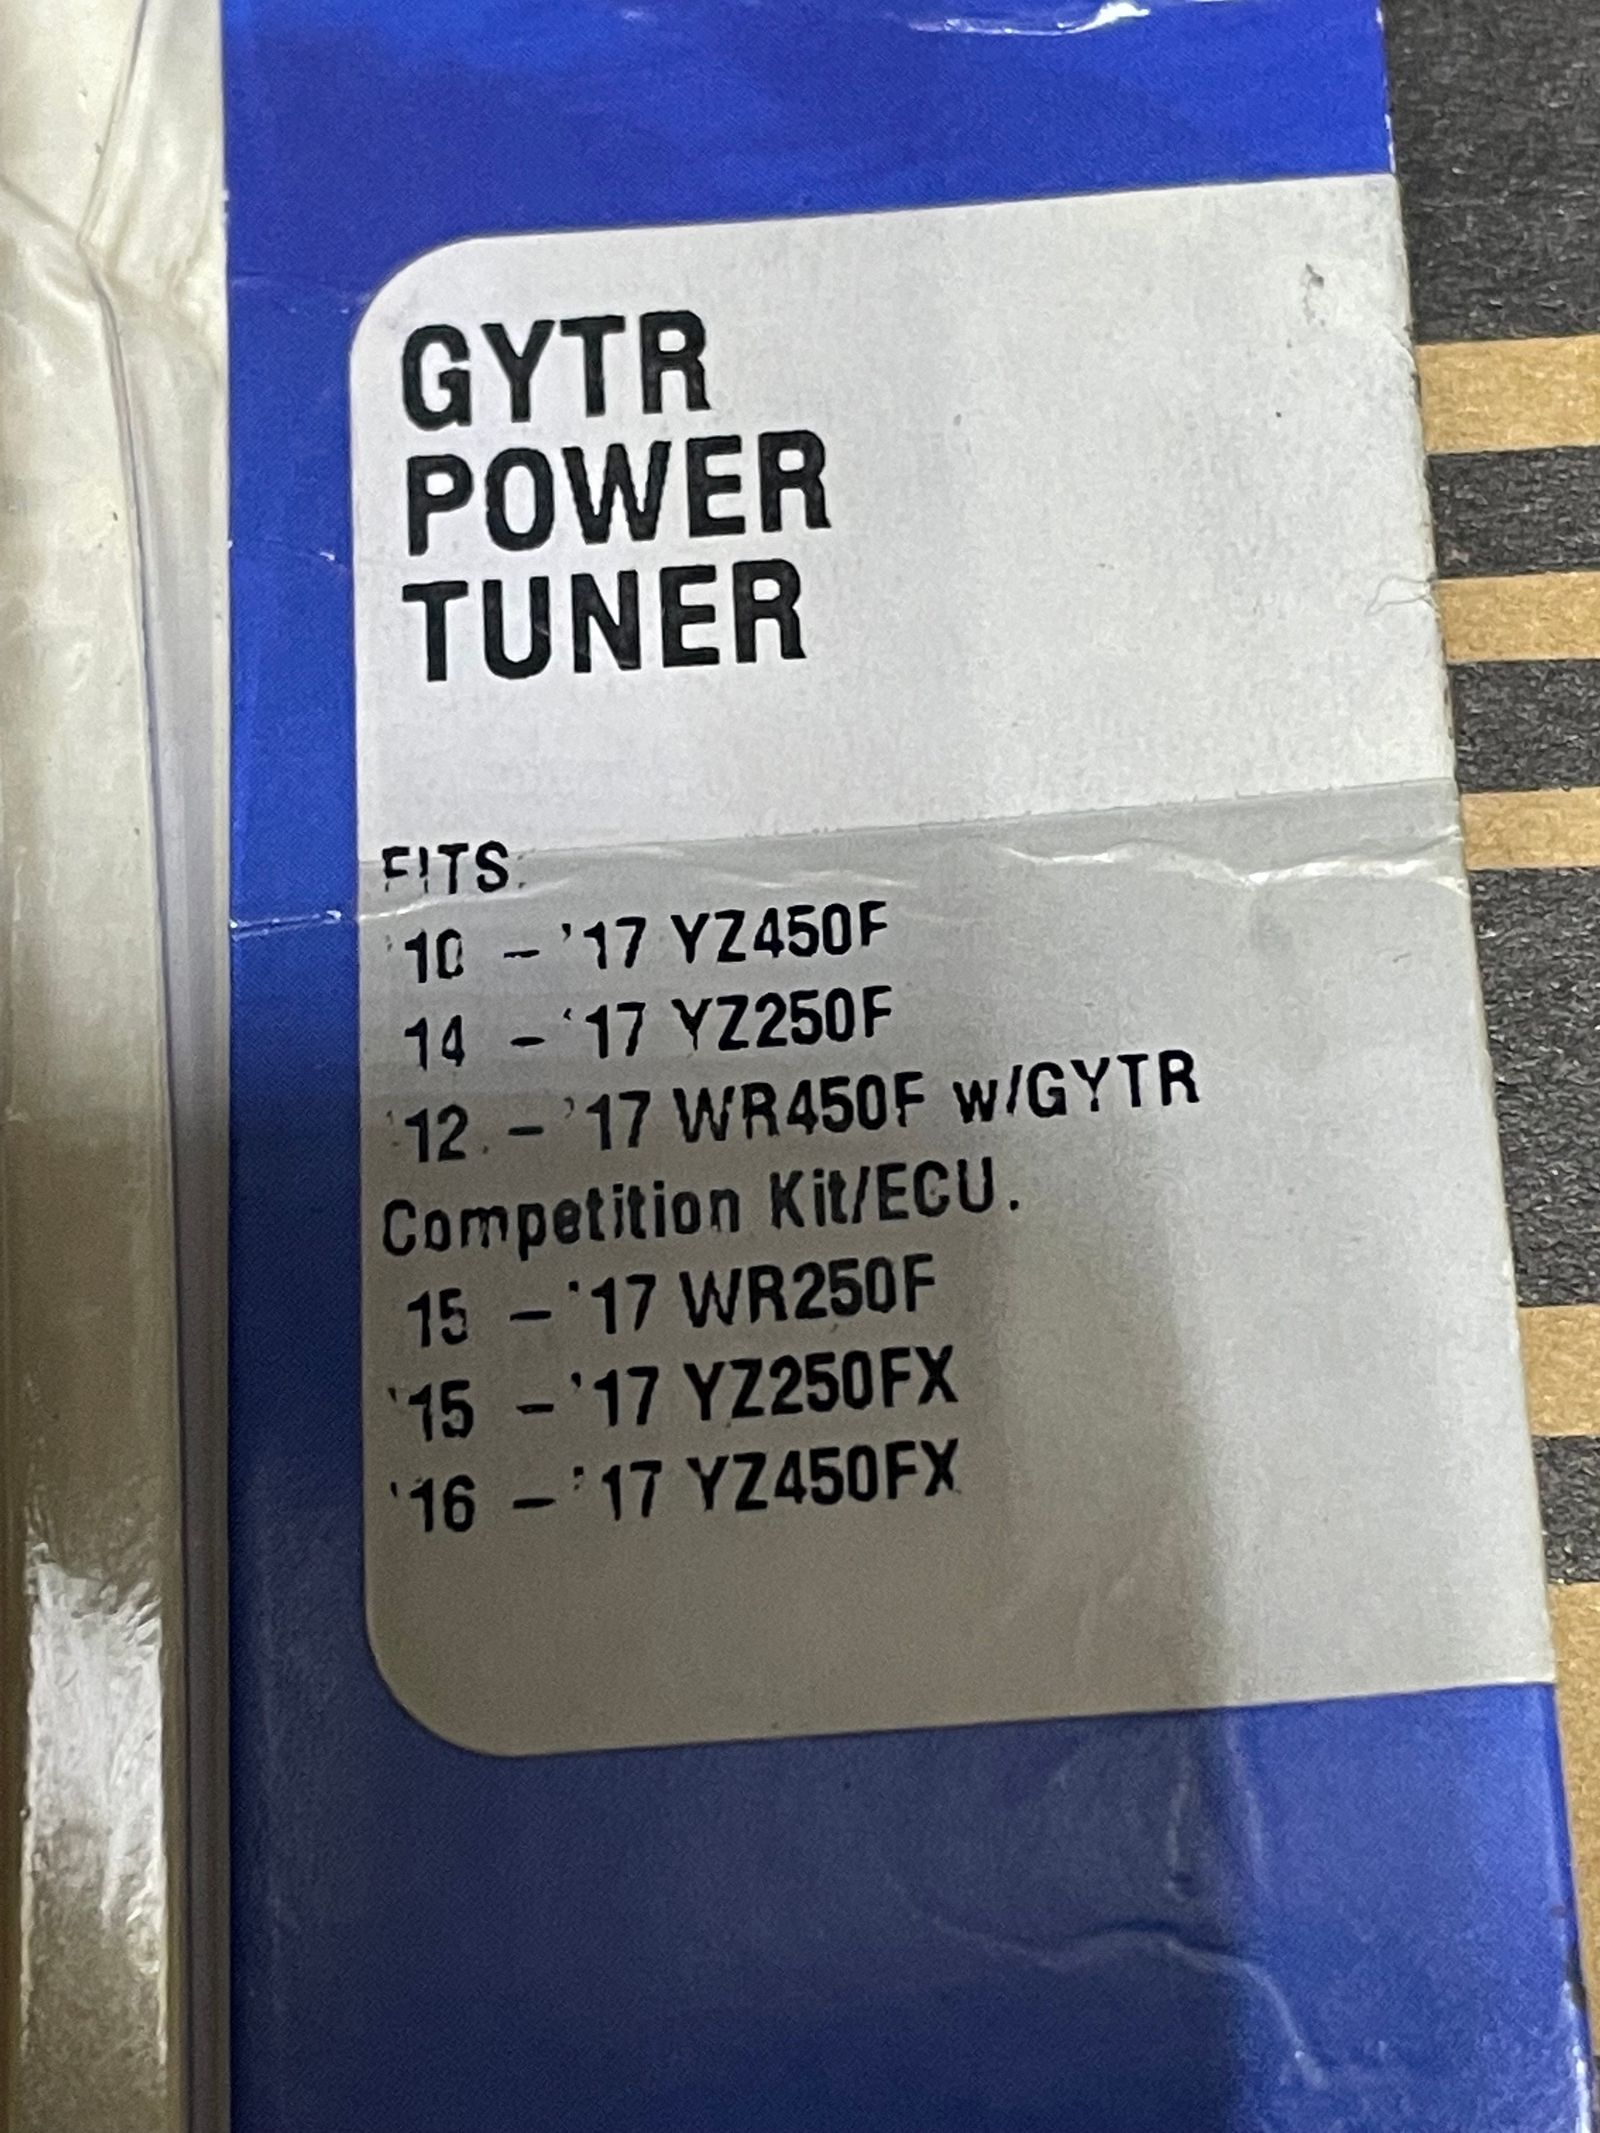 GYTR
POWER
TUNER
FITS:
'10 – '17 YZ450F
'14 – '17 YZ250F
'12 – '17 WR450F w/GYTR
Competition Kit/ECU.
'15 – '17 WR250F
'15 – '17 YZ250FX
'16 – '17 YZ450FX